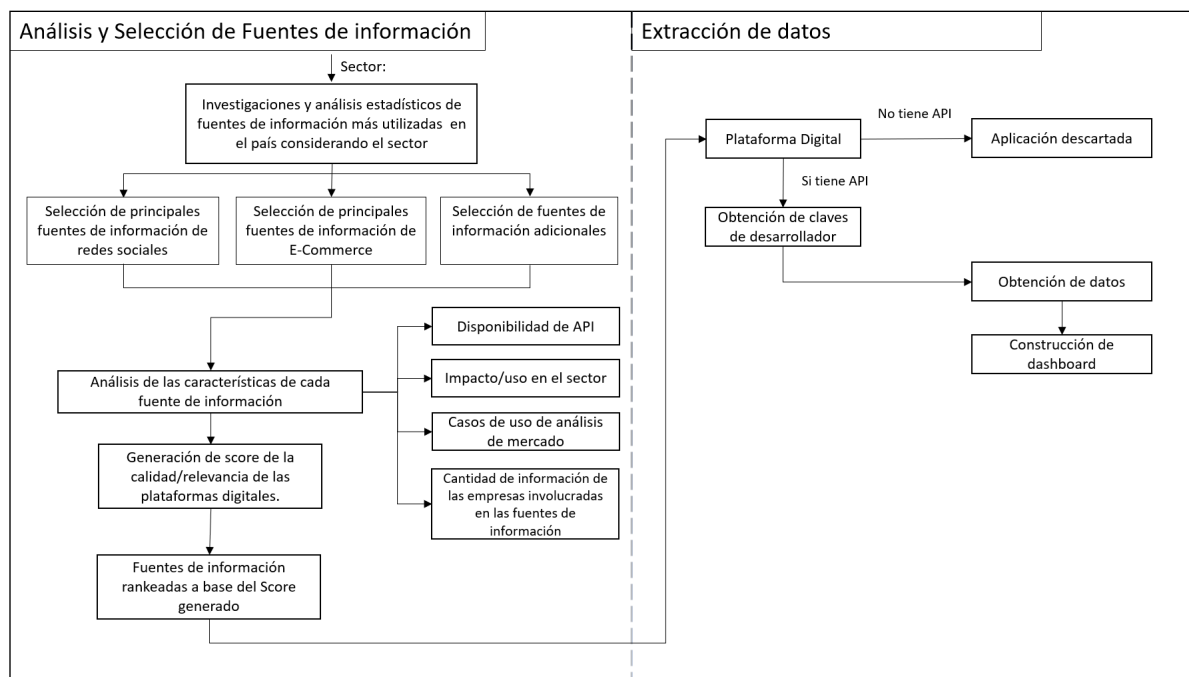 Análisis y Selección de Fuentes de información
Sector:
Investigaciones y análisis estadísticos de
fuentes de información más utilizadas en
el país considerando el sector
Selección de principales
fuentes de información de
redes sociales
Selección de principales
fuentes de información de
E-Commerce
Selección de fuentes de
información adicionales
Disponibilidad de API
Análisis de las características de cada
fuente de información
Impacto/uso en el sector
Casos de uso de análisis
de mercado
Generación de score de la
calidad/relevancia de las
plataformas digitales.
Cantidad de información de
las empresas involucradas
en las fuentes de
información
Fuentes de información
rankeadas a base del Score
generado
Extracción de datos
Plataforma Digital
No tiene API
Aplicación descartada
Si tiene API
Obtención de claves
de desarrollador
Obtención de datos
Construcción de
dashboard